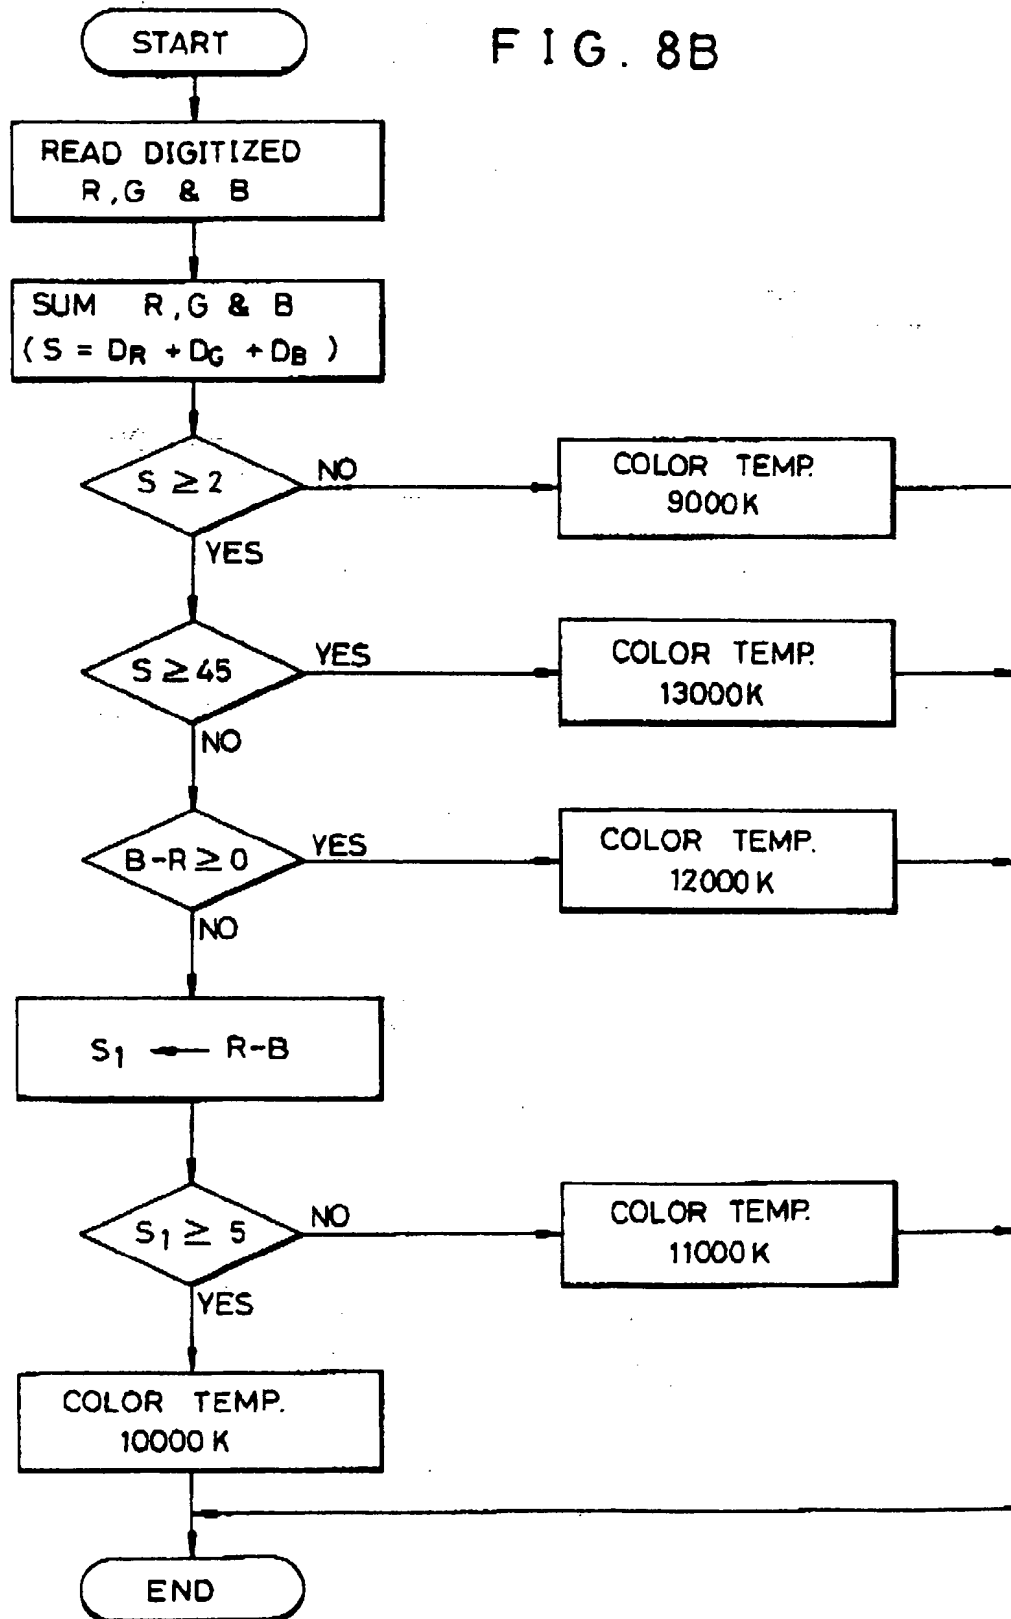 START
FIG. 8B
READ DIGITIZED
R,G & B
SUM R,G & B
(S = DR + DG + DB)
S ≥ 2
NO
COLOR TEMP.
9000K
YES
S ≥ 45
YES
COLOR TEMP.
13000K
NO
B-R ≥ 0
YES
COLOR TEMP.
12000K
NO
S1 ← R-B
S1 ≥ 5
NO
COLOR TEMP.
11000K
YES
COLOR TEMP.
10000K
END